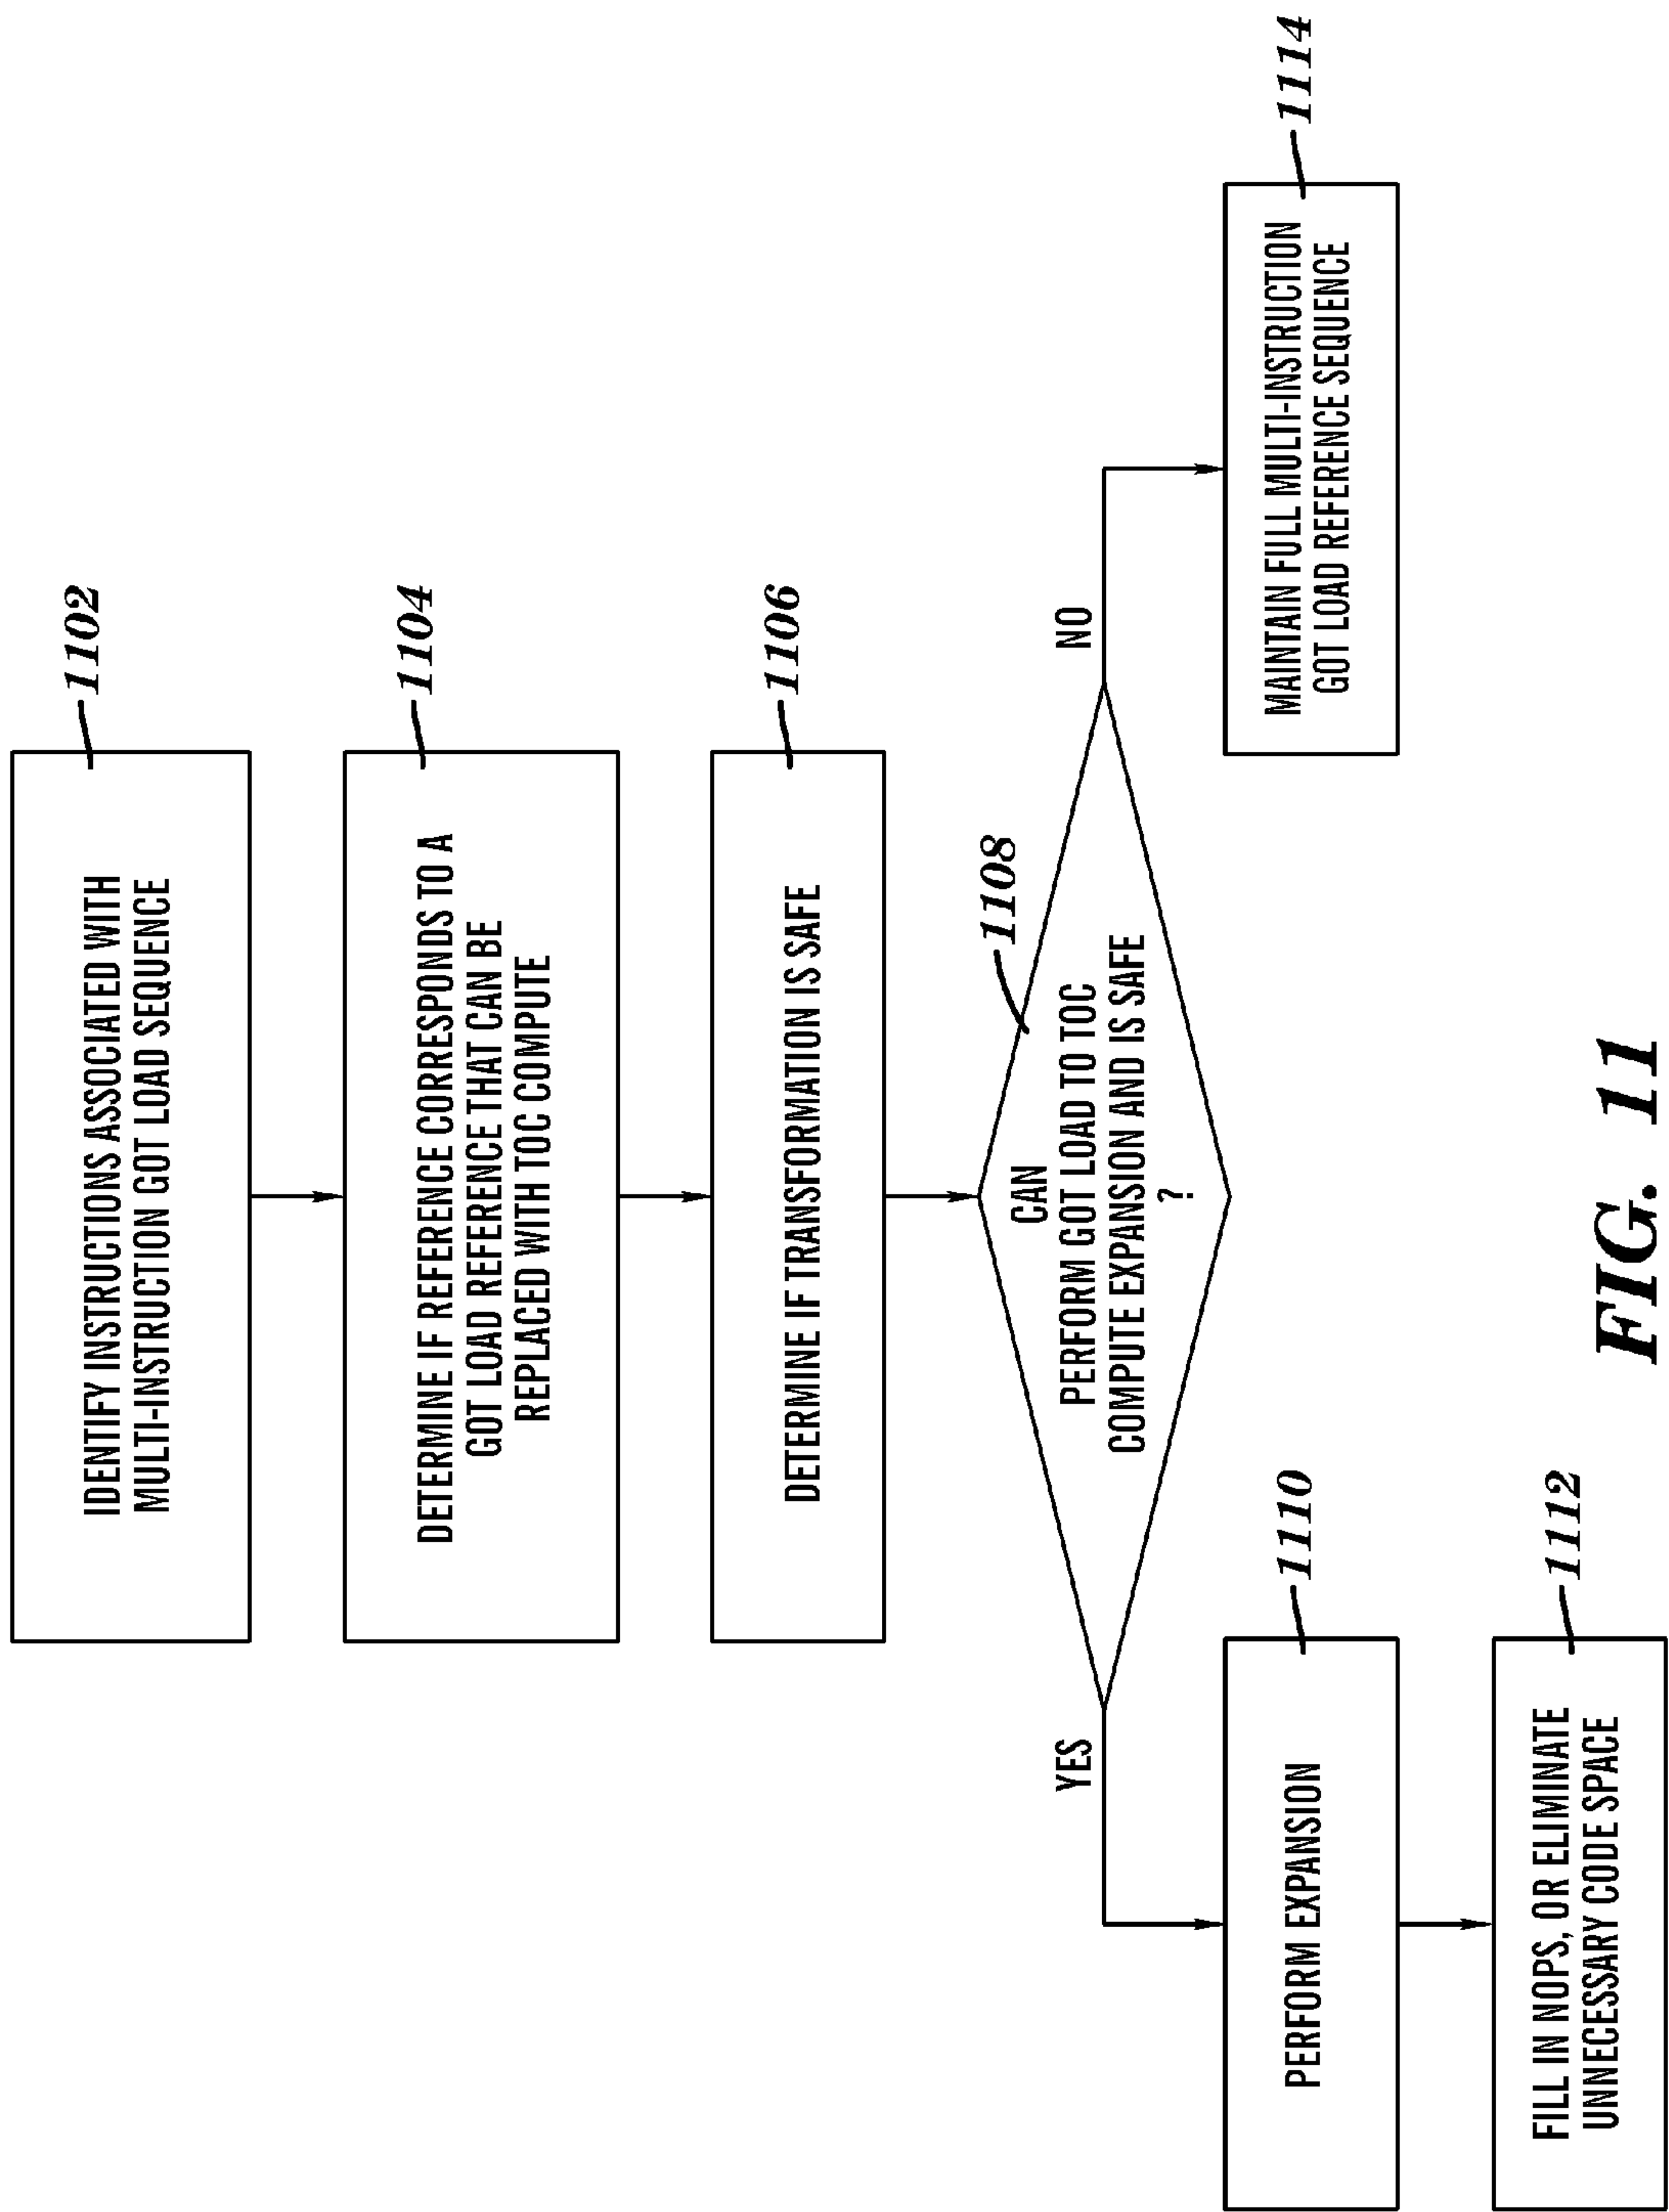 1102
IDENTIFY INSTRUCTIONS ASSOCIATED WITH
MULTI-INSTRUCTION GOT LOAD SEQUENCE
1104
DETERMINE IF REFERENCE CORRESPONDS TO A
GOT LOAD REFERENCE THAT CAN BE
REPLACED WITH TOC COMPUTE
1106
DETERMINE IF TRANSFORMATION IS SAFE
1108
CAN
PERFORM GOT LOAD TO TOC
COMPUTE EXPANSION AND IS SAFE
?
YES
NO
1110
PERFORM EXPANSION
1114
MAINTAIN FULL MULTI-INSTRUCTION
GOT LOAD REFERENCE SEQUENCE
1112
FILL IN NOPS, OR ELIMINATE
UNNECESSARY CODE SPACE
FIG. 11